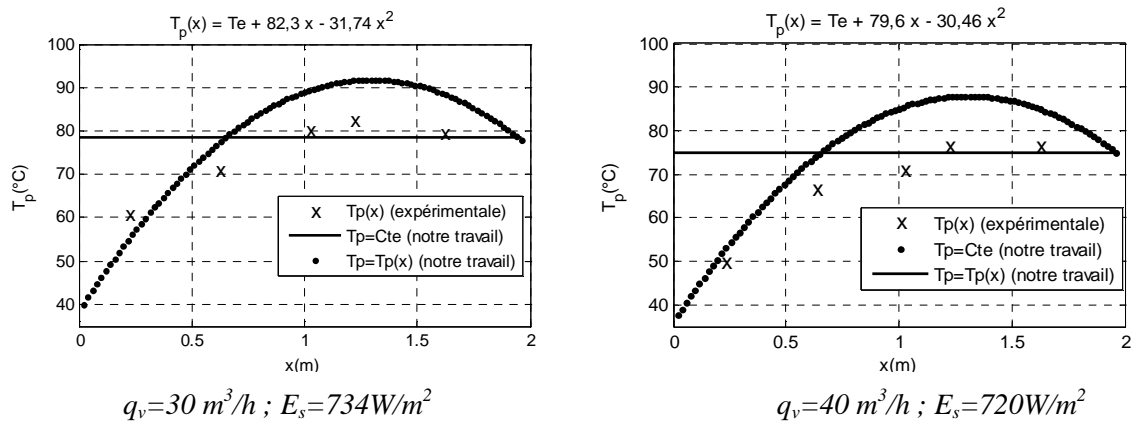 T_p(x) = Te + 82,3 x - 31,74 x^2
100
90
80
70
60
50
40
T_p(°C)
0
0.5
1
1.5
2
x(m)
Tp(x) (expérimentale)
Tp=Cte (notre travail)
Tp=Tp(x) (notre travail)
q_v=30 m^3/h ; E_s=734W/m^2
T_p(x) = Te + 79,6 x - 30,46 x^2
100
90
80
70
60
50
40
T_p(°C)
0
0.5
1
1.5
2
x(m)
Tp(x) (expérimentale)
Tp=Cte (notre travail)
Tp=Tp(x) (notre travail)
q_v=40 m^3/h ; E_s=720W/m^2